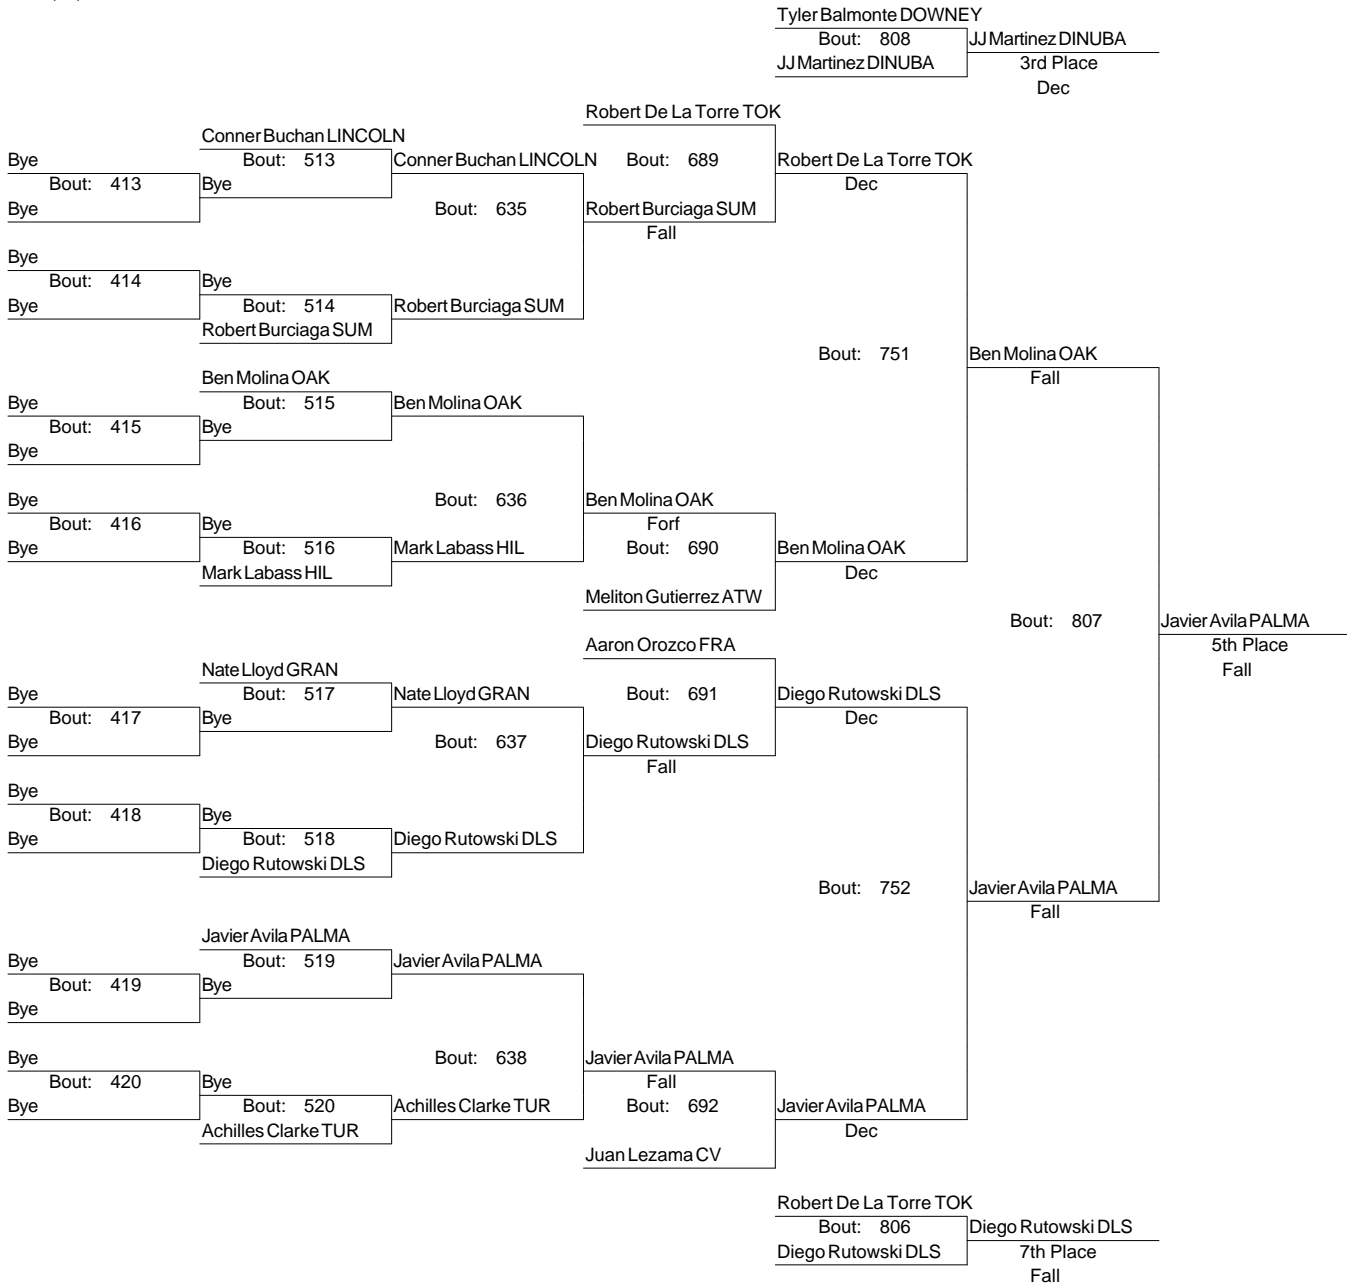 Tyler Balmonte DOWNEY
Bout: 808 JJ Martinez DINUBA
JJ Martinez DINUBA 3rd Place
Dec
Robert De La Torre TOK
Conner Buchan LINCOLN
Bye Bout: 513 Conner Buchan LINCOLN Bout: 689 Robert De La Torre TOK
Bout: 413 Bye Dec
Bye Bout: 635 Robert Burciaga SUM
Fall
Bye
Bout: 414 Bye
Bye Bout: 514 Robert Burciaga SUM
Robert Burciaga SUM
Bout: 751 Ben Molina OAK
Ben Molina OAK Fall
Bye Bout: 515 Ben Molina OAK
Bout: 415 Bye
Bye
Bye Bout: 636 Ben Molina OAK
Bout: 416 Bye Forf
Bye Bout: 516 Mark Labass HIL Bout: 690 Ben Molina OAK
Mark Labass HIL Dec
Meliton Gutierrez ATW
Bout: 807 Javier Avila PALMA
Aaron Orozco FRA 5th Place
Nate Lloyd GRAN Fall
Bye Bout: 517 Nate Lloyd GRAN Bout: 691 Diego Rutowski DLS
Bout: 417 Bye Dec
Bye Bout: 637 Diego Rutowski DLS
Fall
Bye
Bout: 418 Bye
Bye Bout: 518 Diego Rutowski DLS
Diego Rutowski DLS
Bout: 752 Javier Avila PALMA
Fall
Javier Avila PALMA
Bye Bout: 519 Javier Avila PALMA
Bout: 419 Bye
Bye
Bye Bout: 638 Javier Avila PALMA
Bout: 420 Bye Fall
Bye Bout: 520 Achilles Clarke TUR Bout: 692 Javier Avila PALMA
Achilles Clarke TUR Dec
Juan Lezama CV
Robert De La Torre TOK
Bout: 806 Diego Rutowski DLS
Diego Rutowski DLS 7th Place
Fall